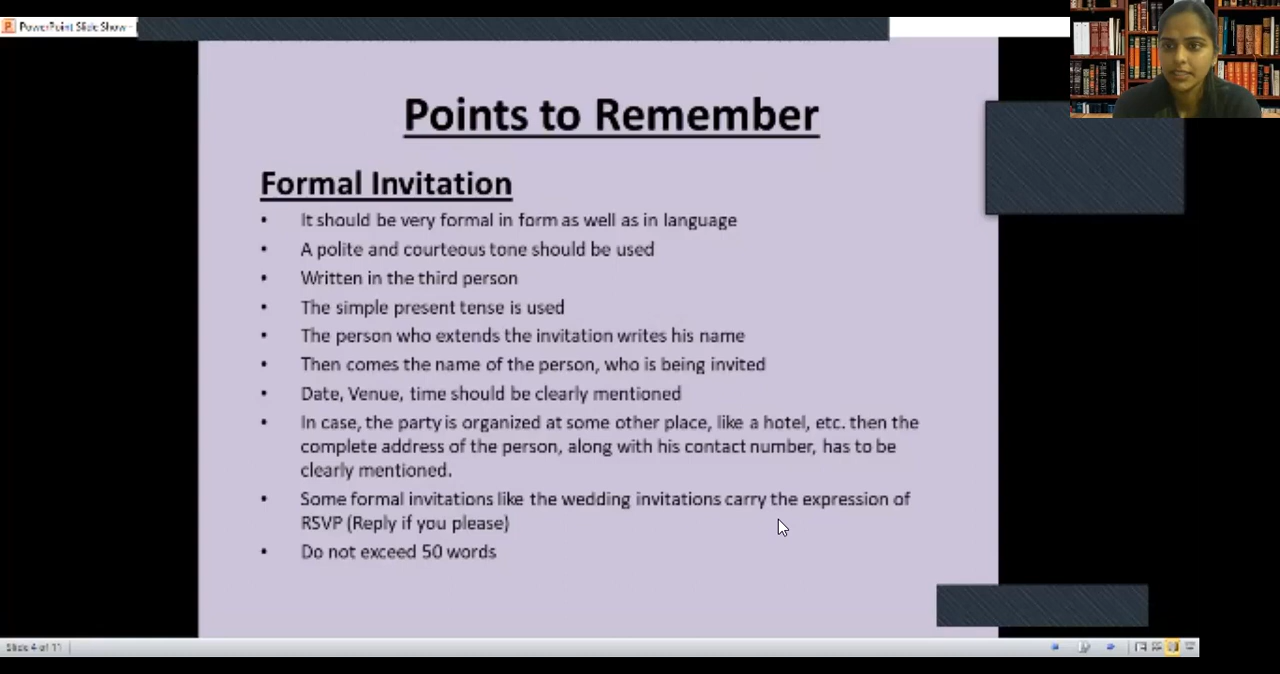 PowerPoint Slide Show -
Points to Remember
Formal Invitation
• It should be very formal in form as well as in language
• A polite and courteous tone should be used
• Written in the third person
• The simple present tense is used
• The person who extends the invitation writes his name
• Then comes the name of the person, who is being invited
• Date, Venue, time should be clearly mentioned
• In case, the party is organized at some other place, like a hotel, etc. then the
complete address of the person, along with his contact number, has to be
clearly mentioned.
• Some formal invitations like the wedding invitations carry the expression of
RSVP (Reply if you please)
• Do not exceed 50 words
Slide 4 of 11